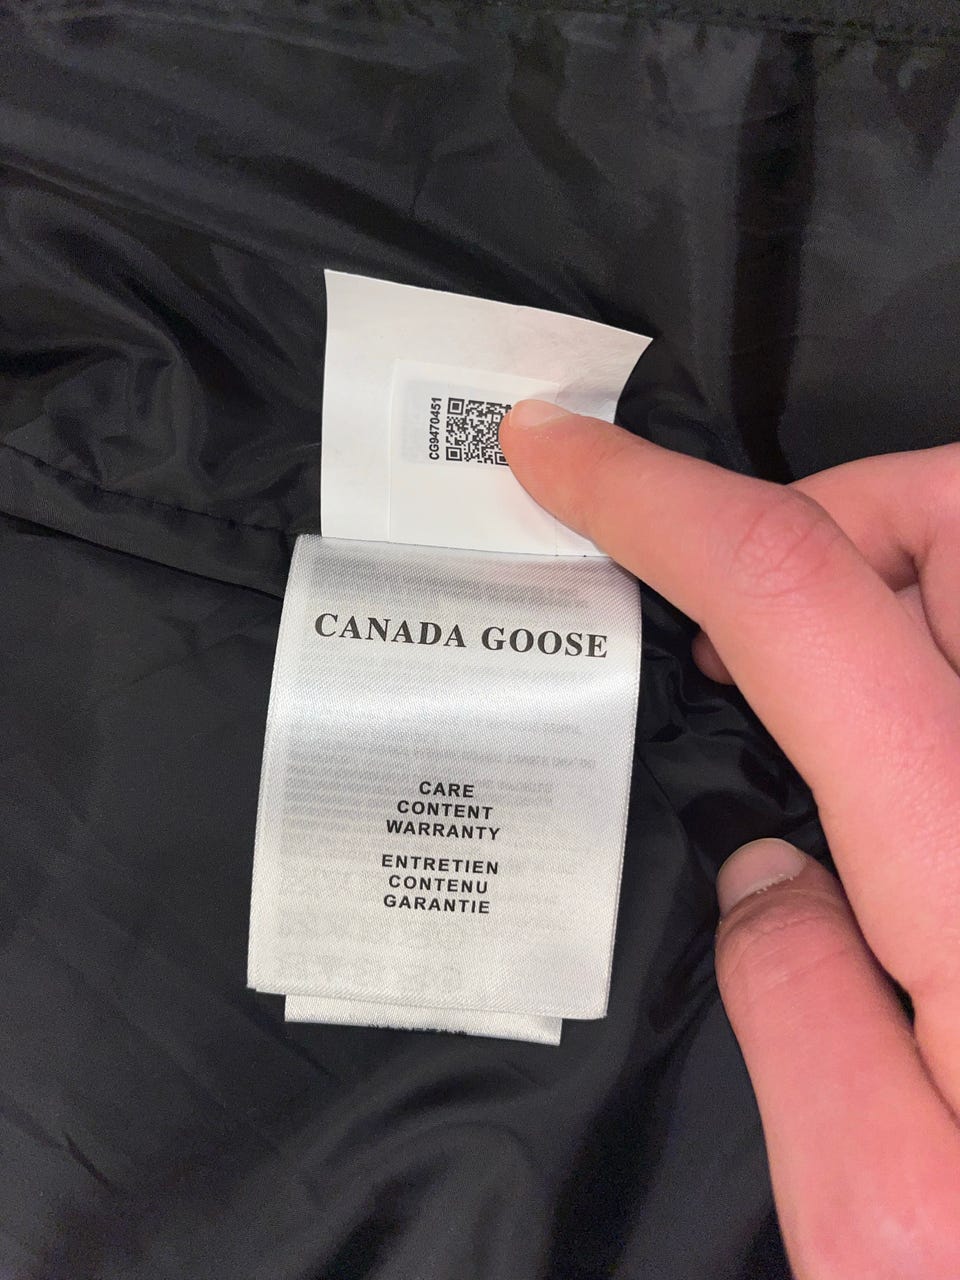 CG9470451
CANADA GOOSE
CARE
CONTENT
WARRANTY
ENTRETIEN
CONTENU
GARANTIE